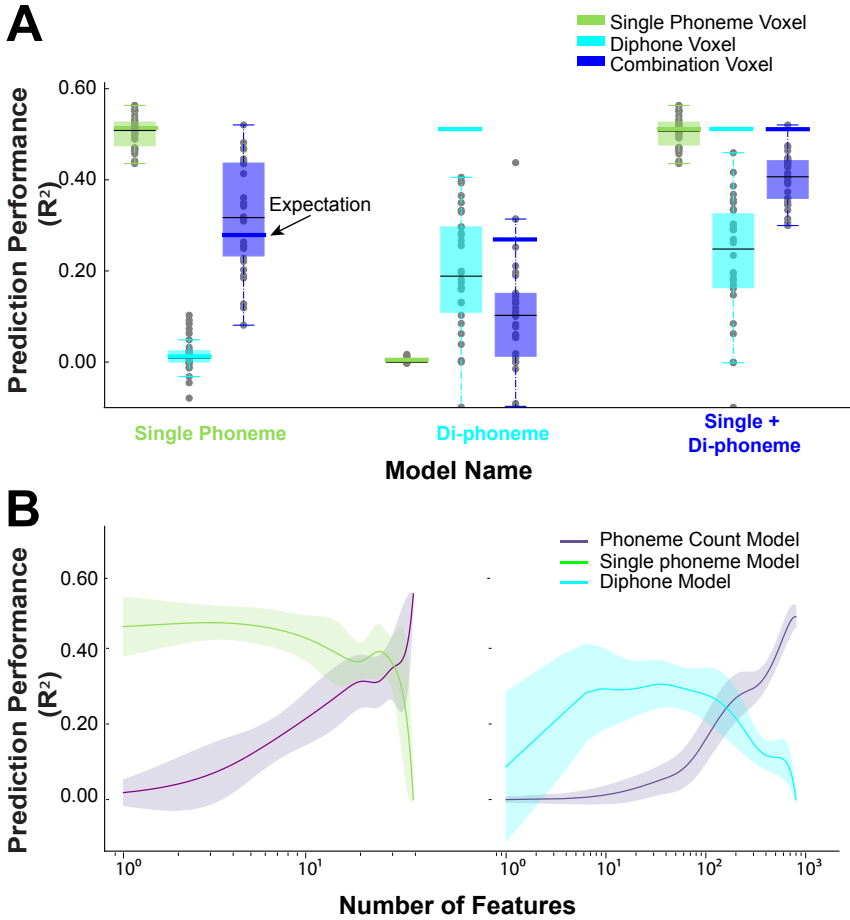 A
Single Phoneme Voxel
Diphone Voxel
Combination Voxel
Prediction Performance
(R²)
0.60
0.40
0.20
0.00
Expectation
Single Phoneme
Di-phoneme
Single +
Di-phoneme
Model Name
B
Phoneme Count Model
Single phoneme Model
Diphone Model
Prediction Performance
(R²)
0.60
0.40
0.20
0.00
10⁰
10¹
10⁰
10¹
10²
10³
Number of Features